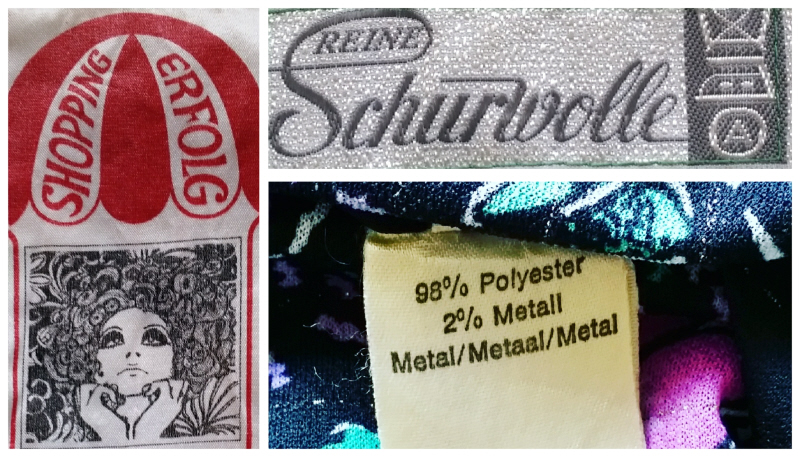 SHOPPING
ERFOLG
REINE
Schurwolle
98% Polyester
2% Metall
Metal/Metaal/Metal